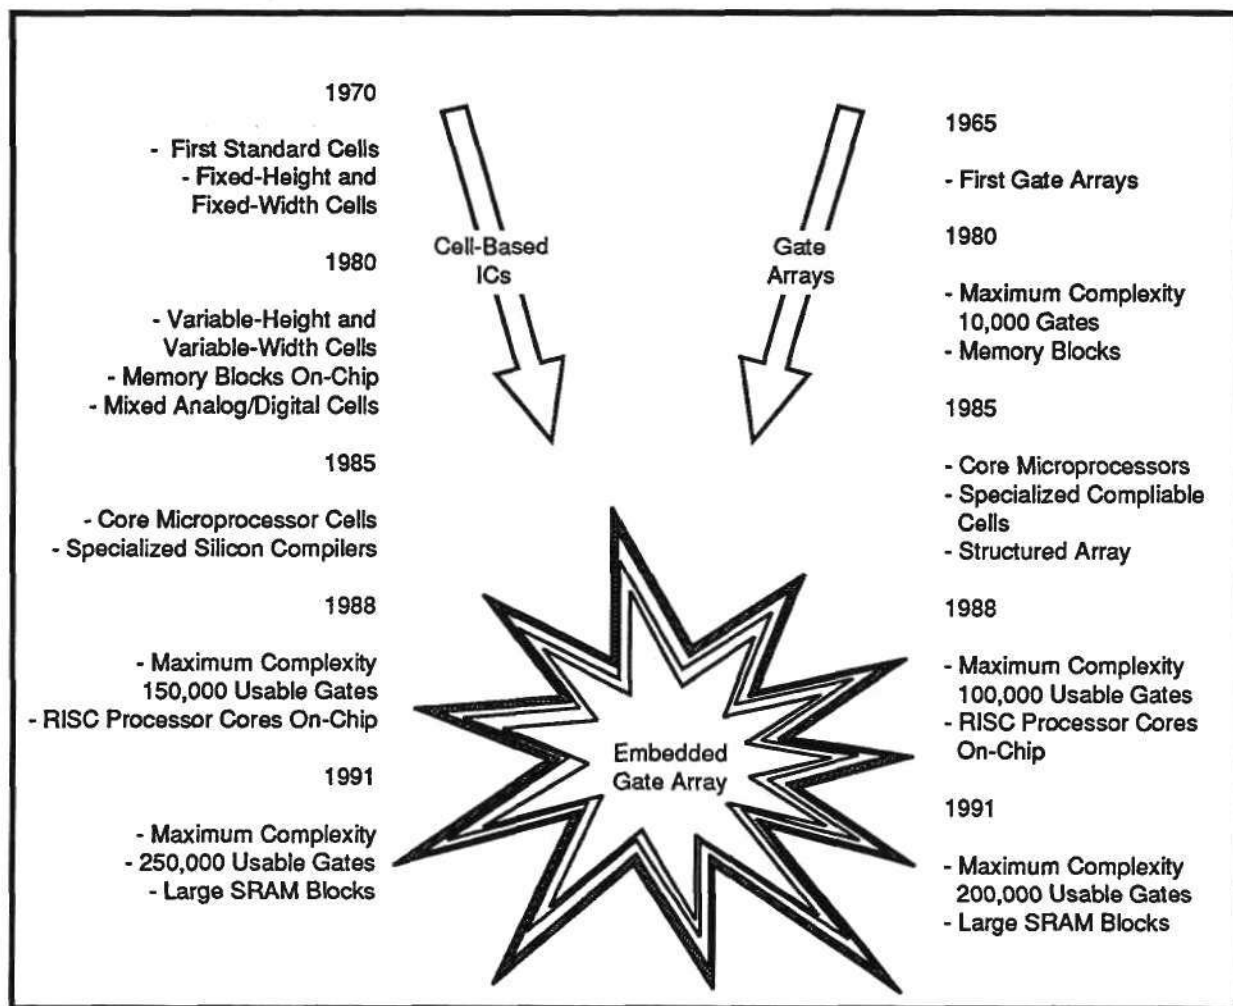 1970
- First Standard Cells
- Fixed-Height and
Fixed-Width Cells
1980
- Variable-Height and
Variable-Width Cells
- Memory Blocks On-Chip
- Mixed Analog/Digital Cells
1985
- Core Microprocessor Cells
- Specialized Silicon Compilers
1988
- Maximum Complexity
150,000 Usable Gates
- RISC Processor Cores On-Chip
1991
- Maximum Complexity
- 250,000 Usable Gates
- Large SRAM Blocks
Cell-Based
ICs
Gate
Arrays
Embedded
Gate Array
1965
- First Gate Arrays
1980
- Maximum Complexity
10,000 Gates
- Memory Blocks
1985
- Core Microprocessors
- Specialized Compliable
Cells
- Structured Array
1988
- Maximum Complexity
100,000 Usable Gates
- RISC Processor Cores
On-Chip
1991
- Maximum Complexity
200,000 Usable Gates
- Large SRAM Blocks